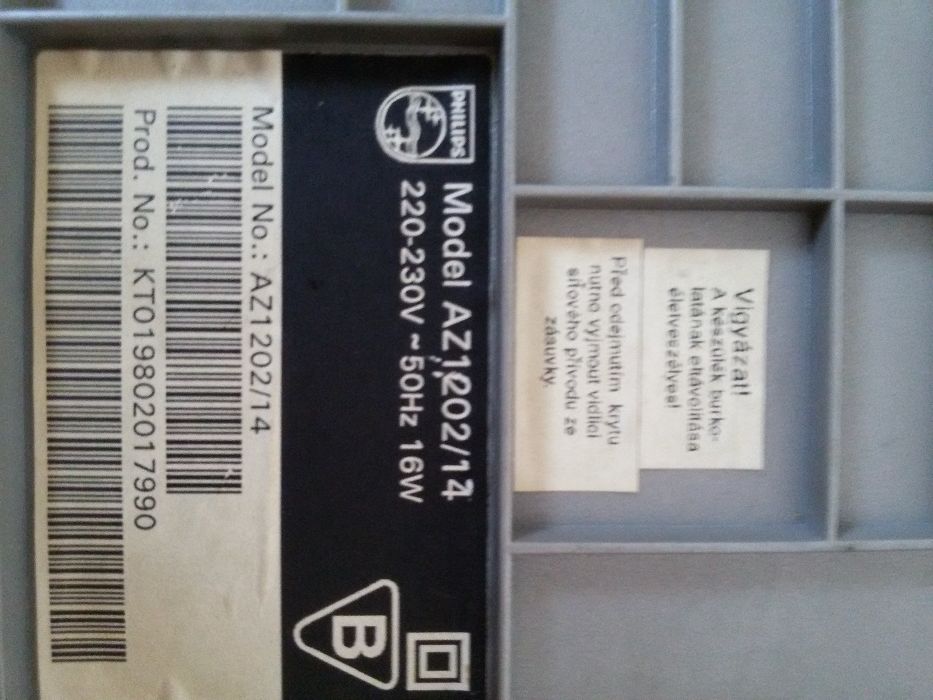 PHILIPS
Model AZ1202/14
220-230V ~ 50Hz 16W
B
Model No.: AZ1202/14
Prod. No.: KT019802017990
Vigyázat!
A készülék burko-
latának eltávolítása
életveszélyes!
Před odejmutím krytu
nutno vyjmout vidlici
síťového přívodu ze
zásuvky.